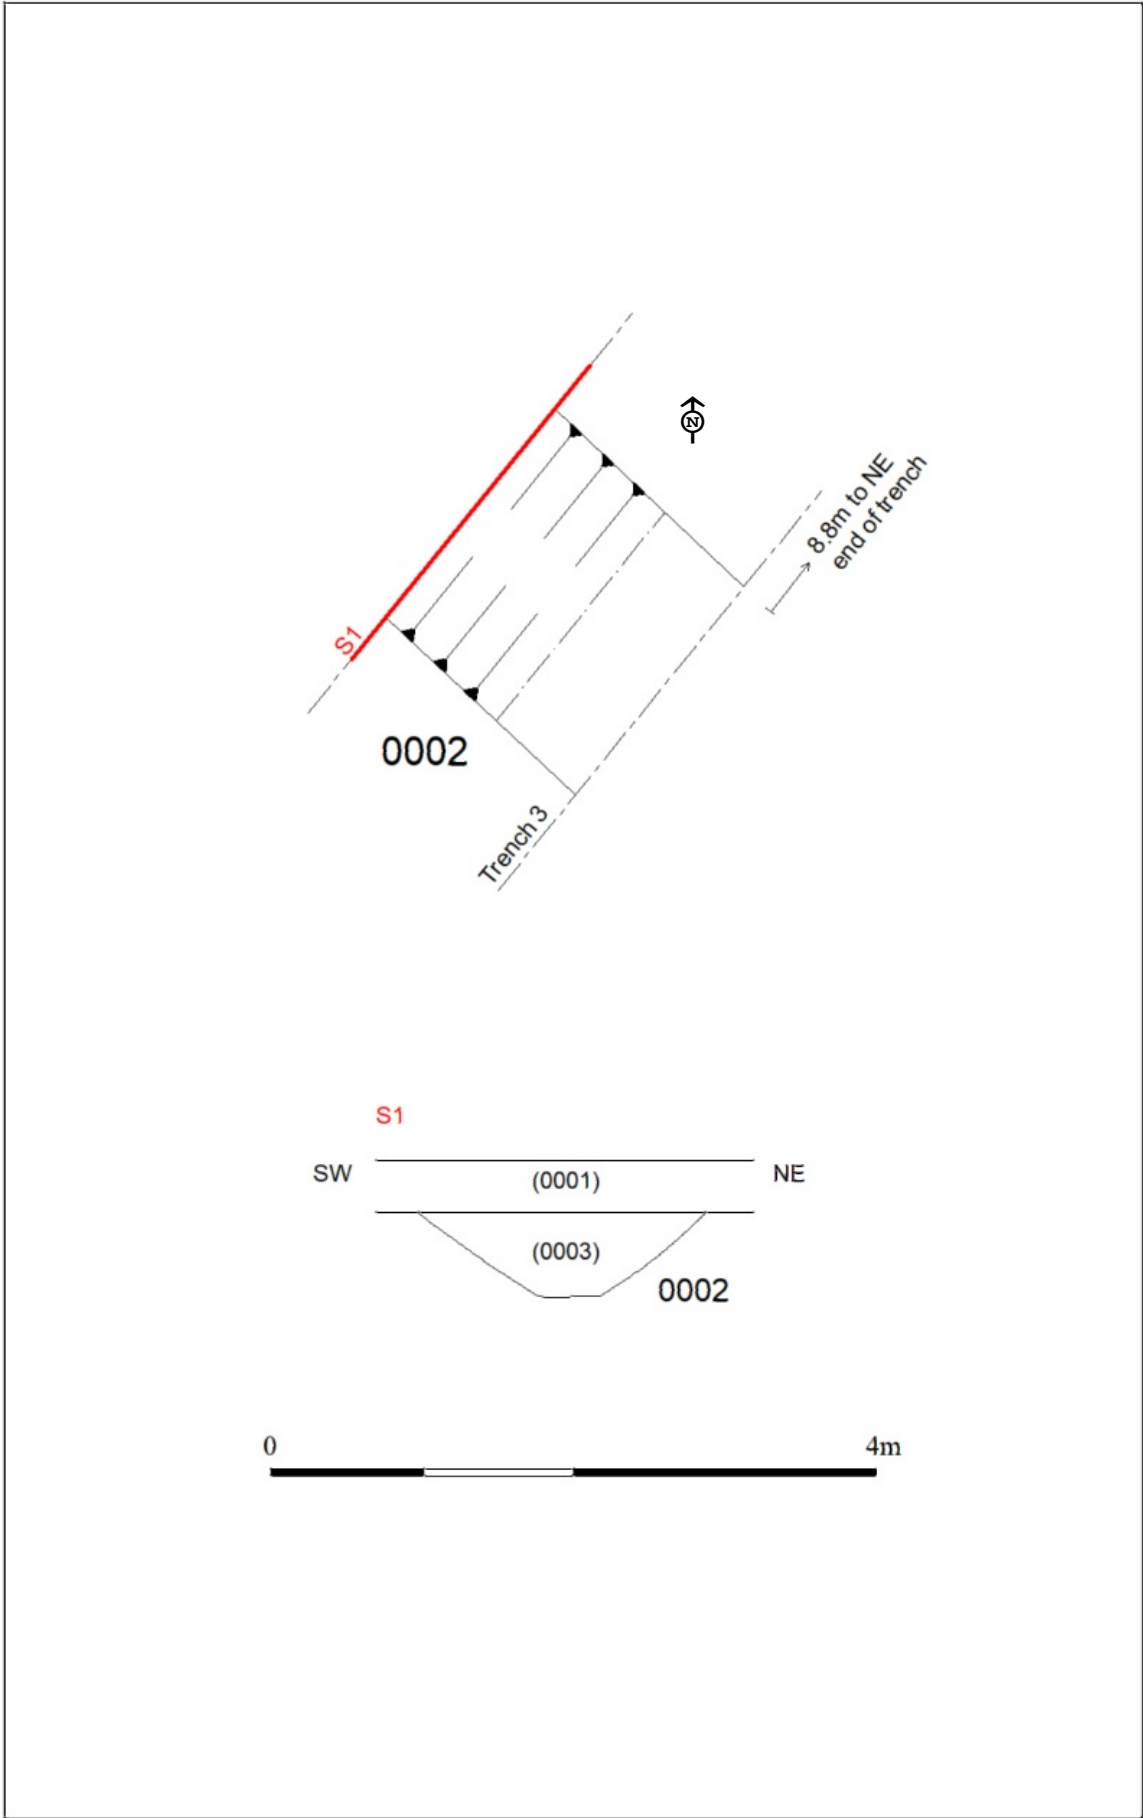 N
8.8m to NE
end of trench
S1
0002
Trench 3
S1
SW
(0001)
NE
(0003)
0002
0
4m